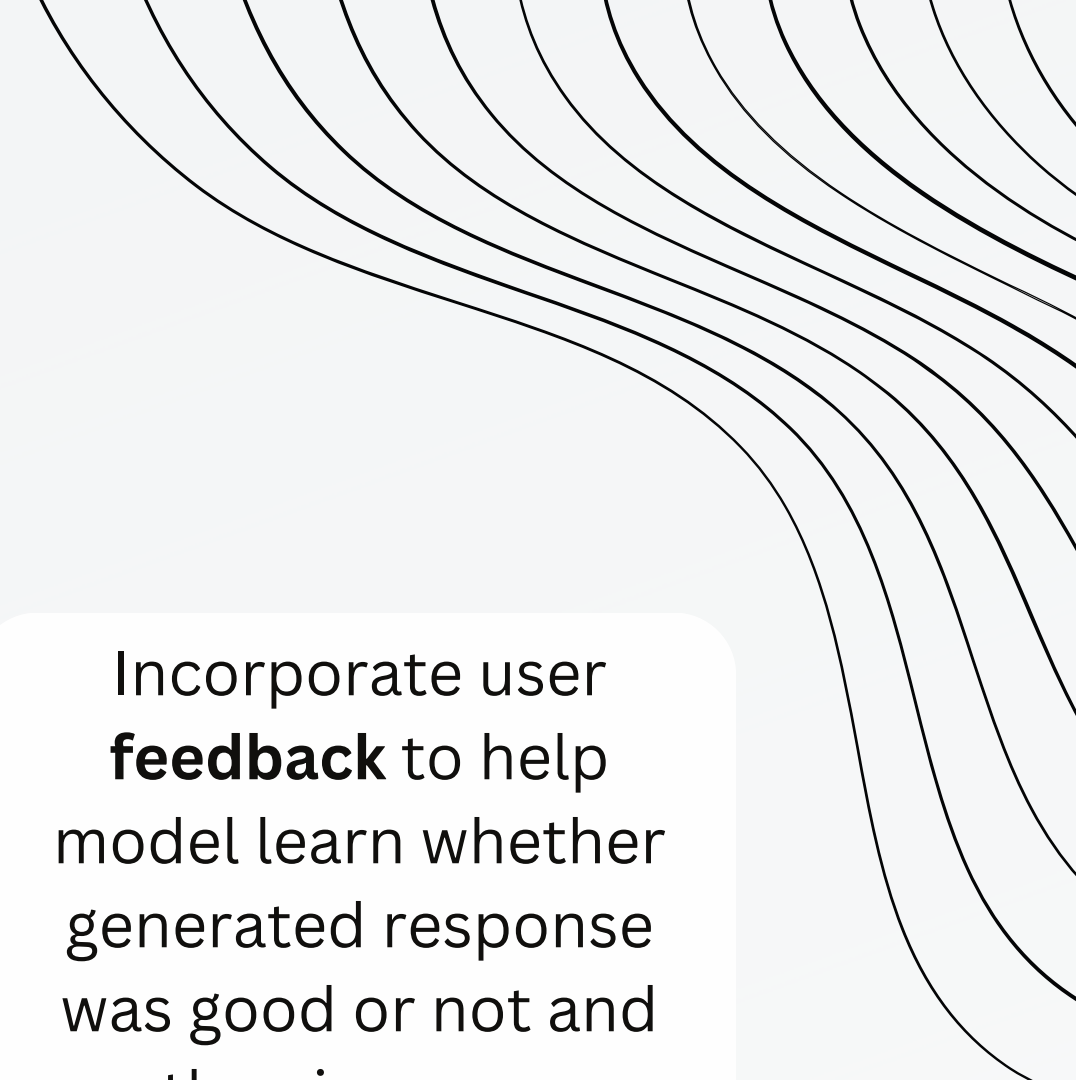 Incorporate user
feedback to help
model learn whether
generated response
was good or not and